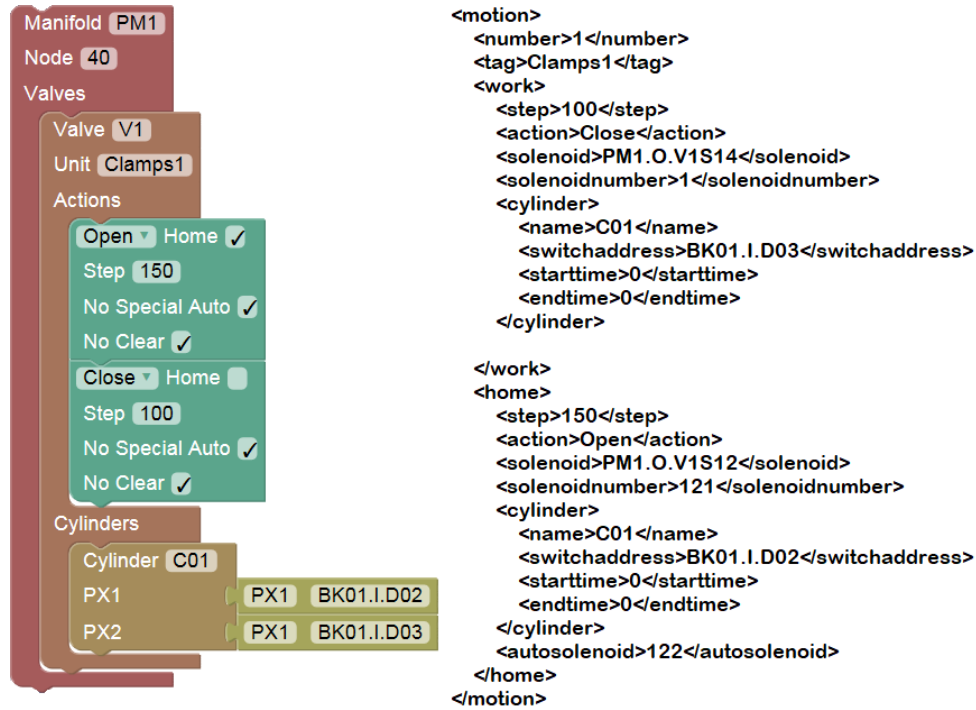 Manifold PM1
Node 40
Valves
Valve V1
Unit Clamps1
Actions
Open Home
Step 150
No Special Auto
No Clear
Close Home
Step 100
No Special Auto
No Clear
Cylinders
Cylinder C01
PX1 PX1 BK01.I.D02
PX2 PX1 BK01.I.D03
<motion>
<number>1</number>
<tag>Clamps1</tag>
<work>
<step>100</step>
<action>Close</action>
<solenoid>PM1.O.V1S14</solenoid>
<solenoidnumber>1</solenoidnumber>
<cylinder>
<name>C01</name>
<switchaddress>BK01.I.D03</switchaddress>
<starttime>0</starttime>
<endtime>0</endtime>
</cylinder>
</work>
<home>
<step>150</step>
<action>Open</action>
<solenoid>PM1.O.V1S12</solenoid>
<solenoidnumber>121</solenoidnumber>
<cylinder>
<name>C01</name>
<switchaddress>BK01.I.D02</switchaddress>
<starttime>0</starttime>
<endtime>0</endtime>
</cylinder>
<autosolenoid>122</autosolenoid>
</home>
</motion>